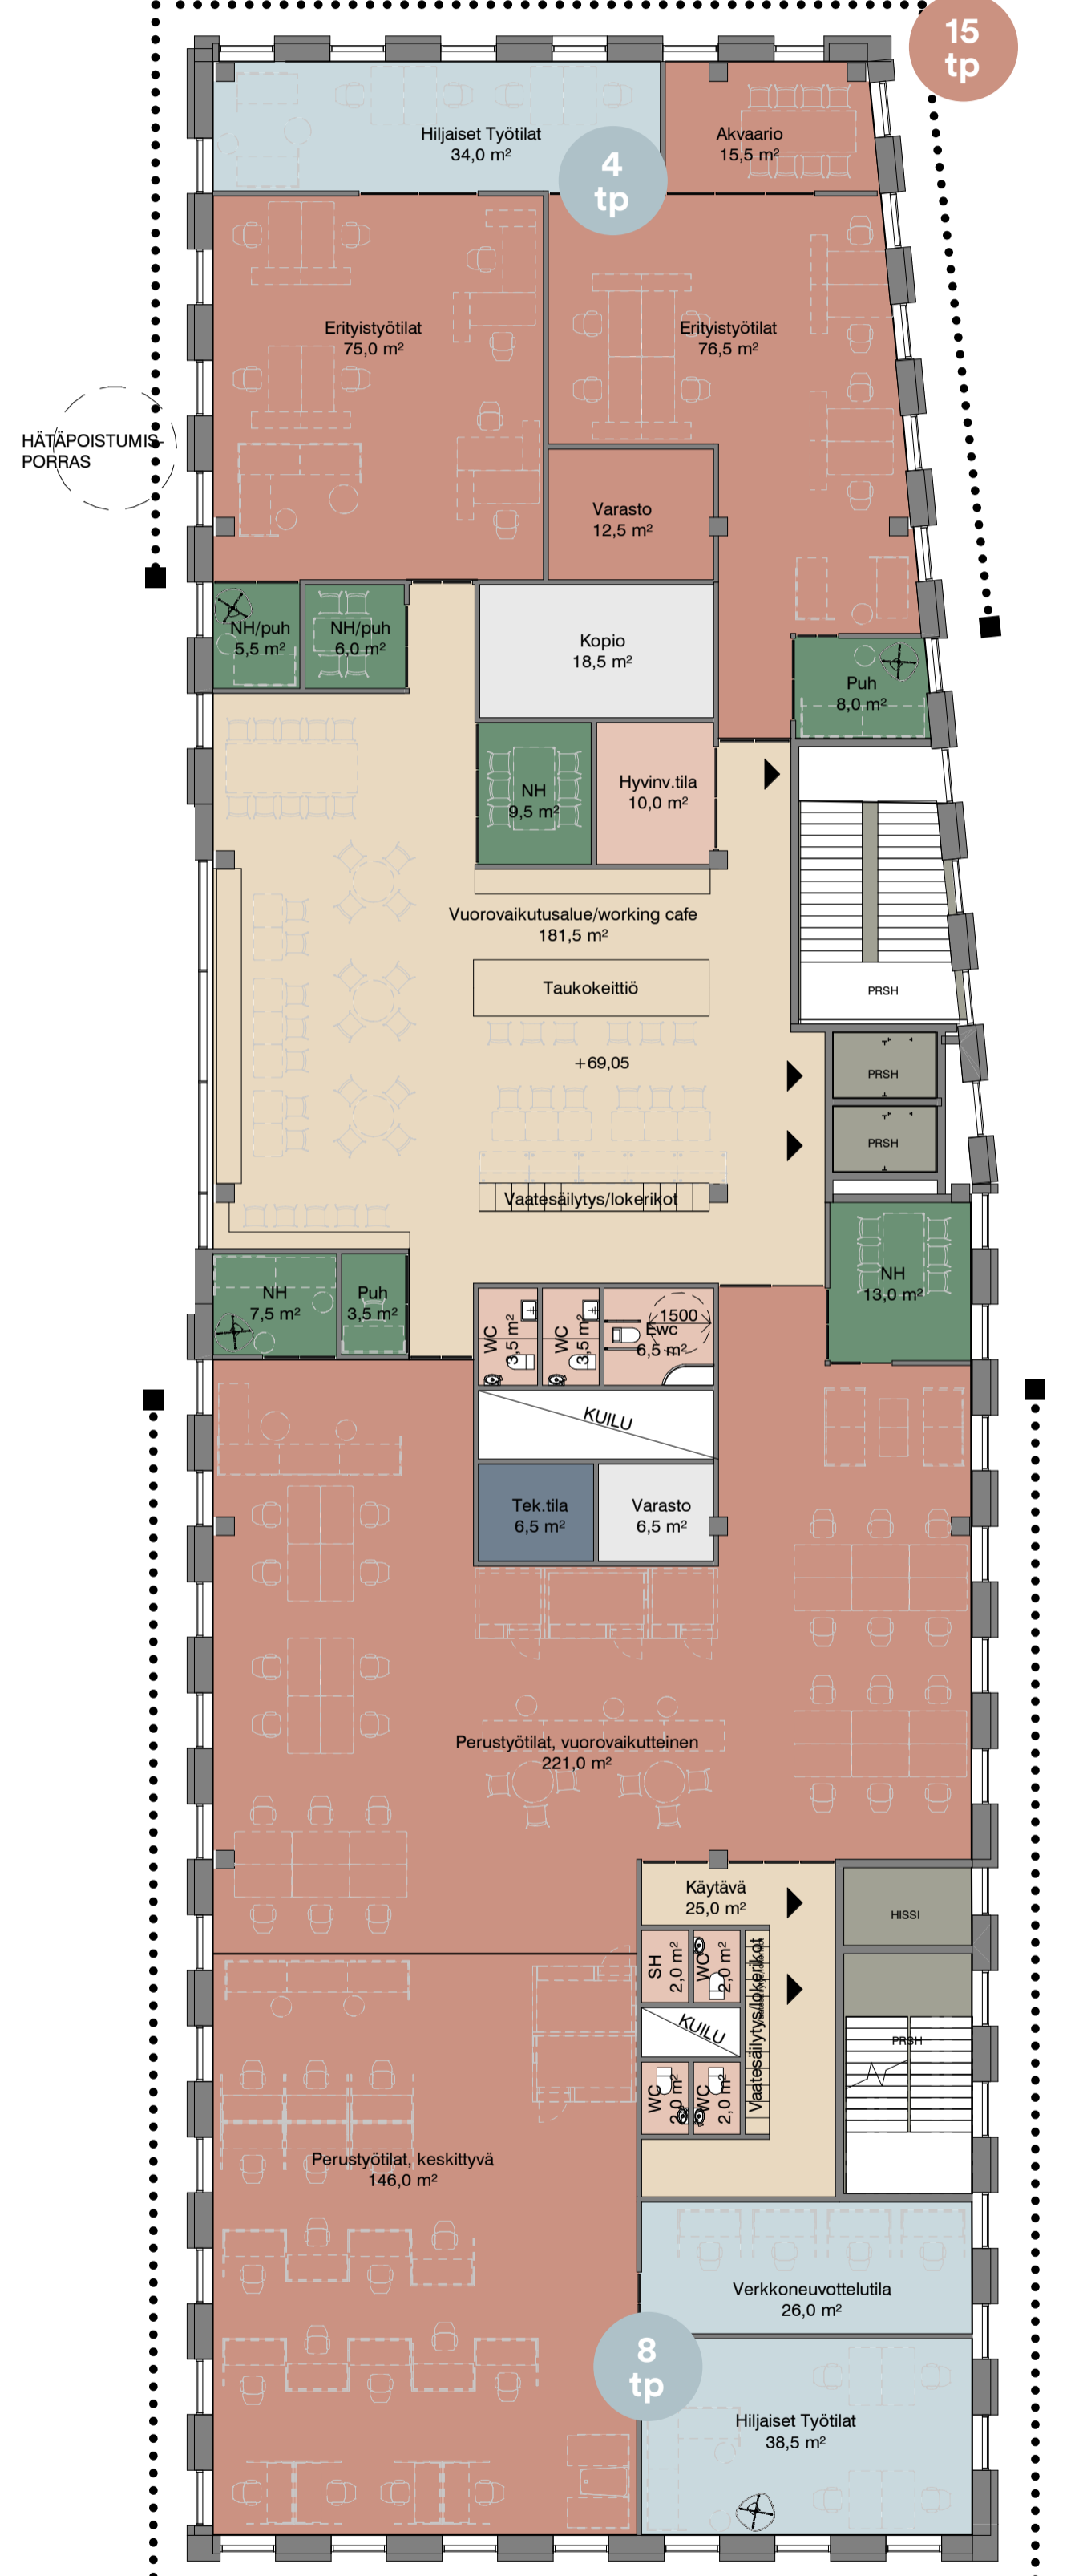 15
tp
Hiljaiset Työtilat
34,0 m²
Akvaario
15,5 m²
4
tp
Erityistyötilat
75,0 m²
Erityistyötilat
76,5 m²
HÄTÄPOISTUMIS-
PORRAS
Varasto
12,5 m²
NH/puh
5,5 m²
NH/puh
6,0 m²
Kopio
18,5 m²
Puh
8,0 m²
NH
9,5 m²
Hyvinv.tila
10,0 m²
Vuorovaikutusalue/working cafe
181,5 m²
Taukokeittiö
PRSH
+69,05
PRSH
PRSH
Vaatesäilytys/lokerikot
NH
7,5 m²
Puh
3,5 m²
NH
13,0 m²
WC
3,5 m²
WC
3,5 m²
1500
Ewc
6,5 m²
KUILU
Tek.tila
6,5 m²
Varasto
6,5 m²
Perustyötilat, vuorovaikutteinen
221,0 m²
Käytävä
25,0 m²
HISSI
SH
2,0 m²
WC
2,0 m²
Vaatesäilytys/lokerikot
KUILU
PRSH
WC
2,0 m²
WC
2,0 m²
Perustyötilat, keskittyvä
146,0 m²
Verkkoneuvottelutila
26,0 m²
8
tp
Hiljaiset Työtilat
38,5 m²